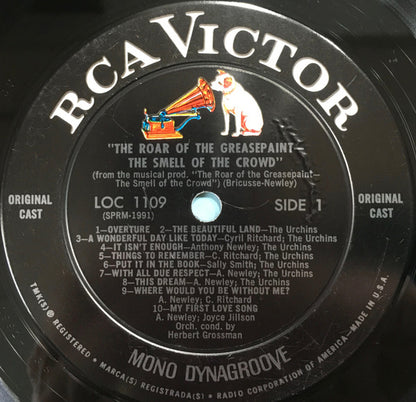 RCA VICTOR
"THE ROAR OF THE GREASEPAINT—
THE SMELL OF THE CROWD"
(from the musical prod. "The Roar of the Greasepaint—
The Smell of the Crowd") (Bricusse-Newley)
ORIGINAL
CAST
LOC 1109
(SPRM-1991)
SIDE 1
ORIGINAL
CAST
1—OVERTURE 2—THE BEAUTIFUL LAND—The Urchins
3—A WONDERFUL DAY LIKE TODAY—Cyril Ritchard; The Urchins
4—IT ISN'T ENOUGH—Anthony Newley; The Urchins
5—THINGS TO REMEMBER—C. Ritchard; The Urchins
6—PUT IT IN THE BOOK—Sally Smith; The Urchins
7—WITH ALL DUE RESPECT—A. Newley; The Urchins
8—THIS DREAM—A. Newley; The Urchins
9—WHERE WOULD YOU BE WITHOUT ME?—
A. Newley; C. Ritchard
10—MY FIRST LOVE SONG
A. Newley; Joyce Jillson
Orch. cond. by
Herbert Grossman
MONO DYNAGROOVE
TMK(S) ® REGISTERED • MARCA(S) REGISTRADA(S) • RADIO CORPORATION OF AMERICA—MADE IN U.S.A.